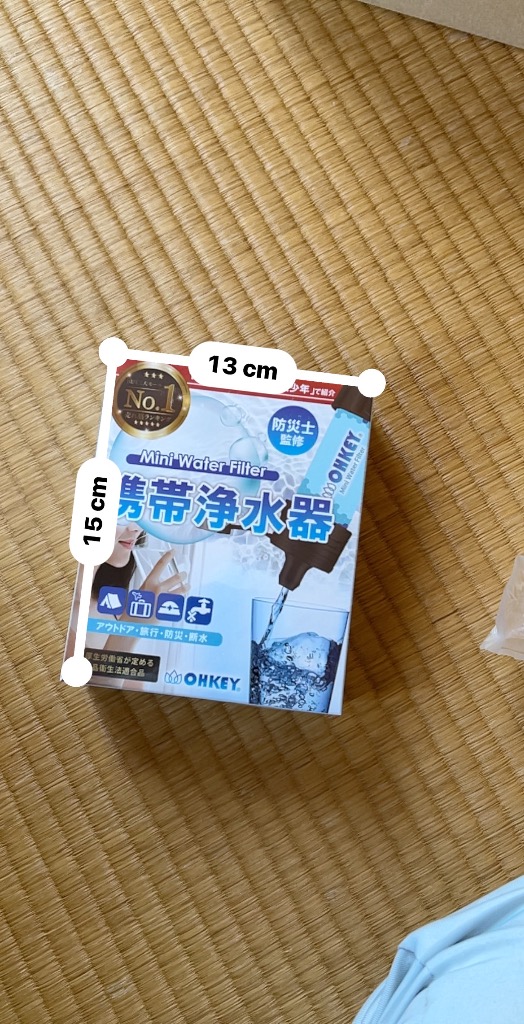 13 cm
15 cm
少年」で紹介
No.1
防災士
監修
OHKEY
Mini Water Filter
Mini Water Filter
携帯浄水器
アウトドア・旅行・防災・断水
厚生労働省が定める
品衛生法適合品
OHKEY